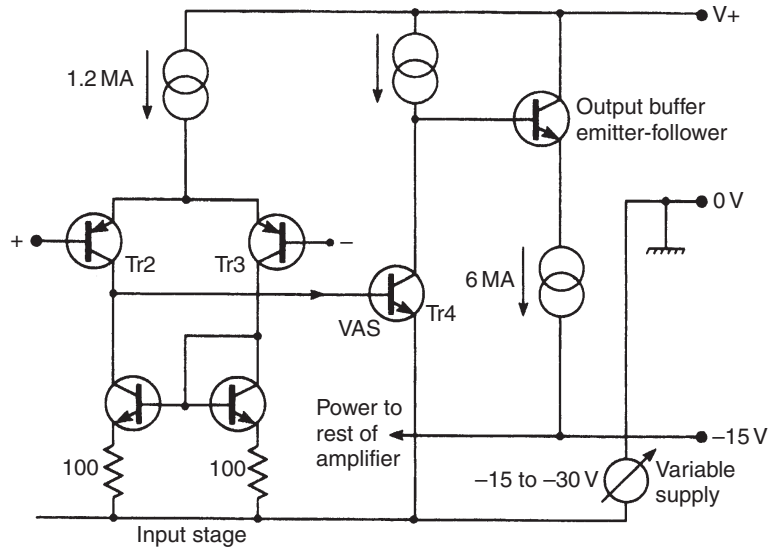 V+
1.2 MA
Output buffer
emitter-follower
0 V
+
–
Tr2
Tr3
6 MA
VAS
Tr4
Power to
rest of
amplifier
–15 V
100
100
–15 to –30 V
Variable
supply
Input stage